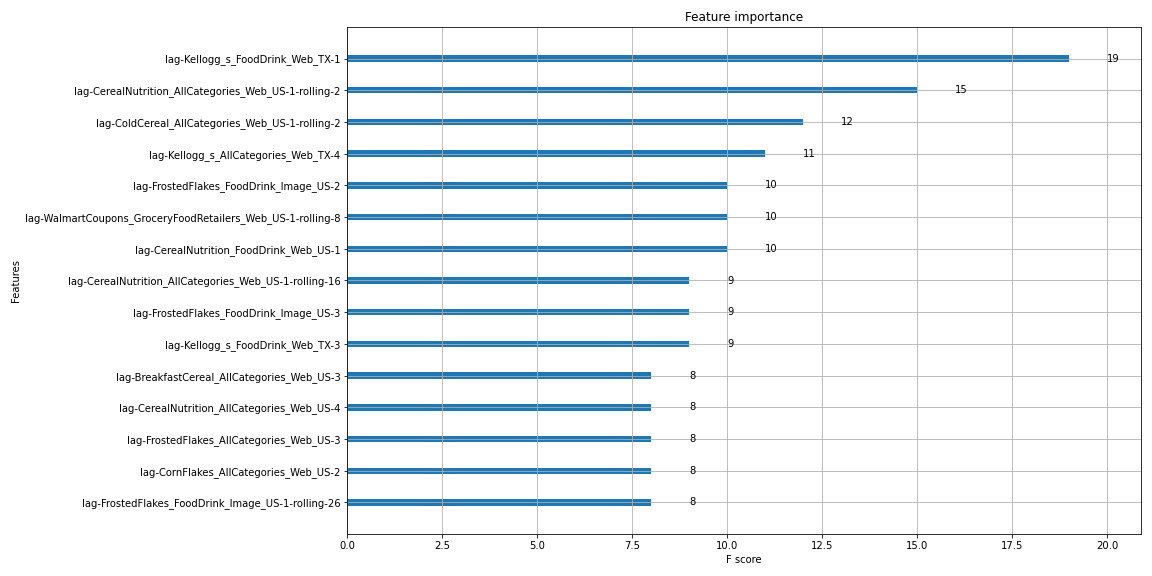 Feature importance
lag-Kellogg_s_FoodDrink_Web_TX-1 19
lag-CerealNutrition_AllCategories_Web_US-1-rolling-2 15
lag-ColdCereal_AllCategories_Web_US-1-rolling-2 12
lag-Kellogg_s_AllCategories_Web_TX-4 11
lag-FrostedFlakes_FoodDrink_Image_US-2 10
lag-WalmartCoupons_GroceryFoodRetailers_Web_US-1-rolling-8 10
lag-CerealNutrition_FoodDrink_Web_US-1 10
lag-CerealNutrition_AllCategories_Web_US-1-rolling-16 9
lag-FrostedFlakes_FoodDrink_Image_US-3 9
lag-Kellogg_s_FoodDrink_Web_TX-3 9
lag-BreakfastCereal_AllCategories_Web_US-3 8
lag-CerealNutrition_AllCategories_Web_US-4 8
lag-FrostedFlakes_AllCategories_Web_US-3 8
lag-CornFlakes_AllCategories_Web_US-2 8
lag-FrostedFlakes_FoodDrink_Image_US-1-rolling-26 8
Features
0.0 2.5 5.0 7.5 10.0 12.5 15.0 17.5 20.0
F score